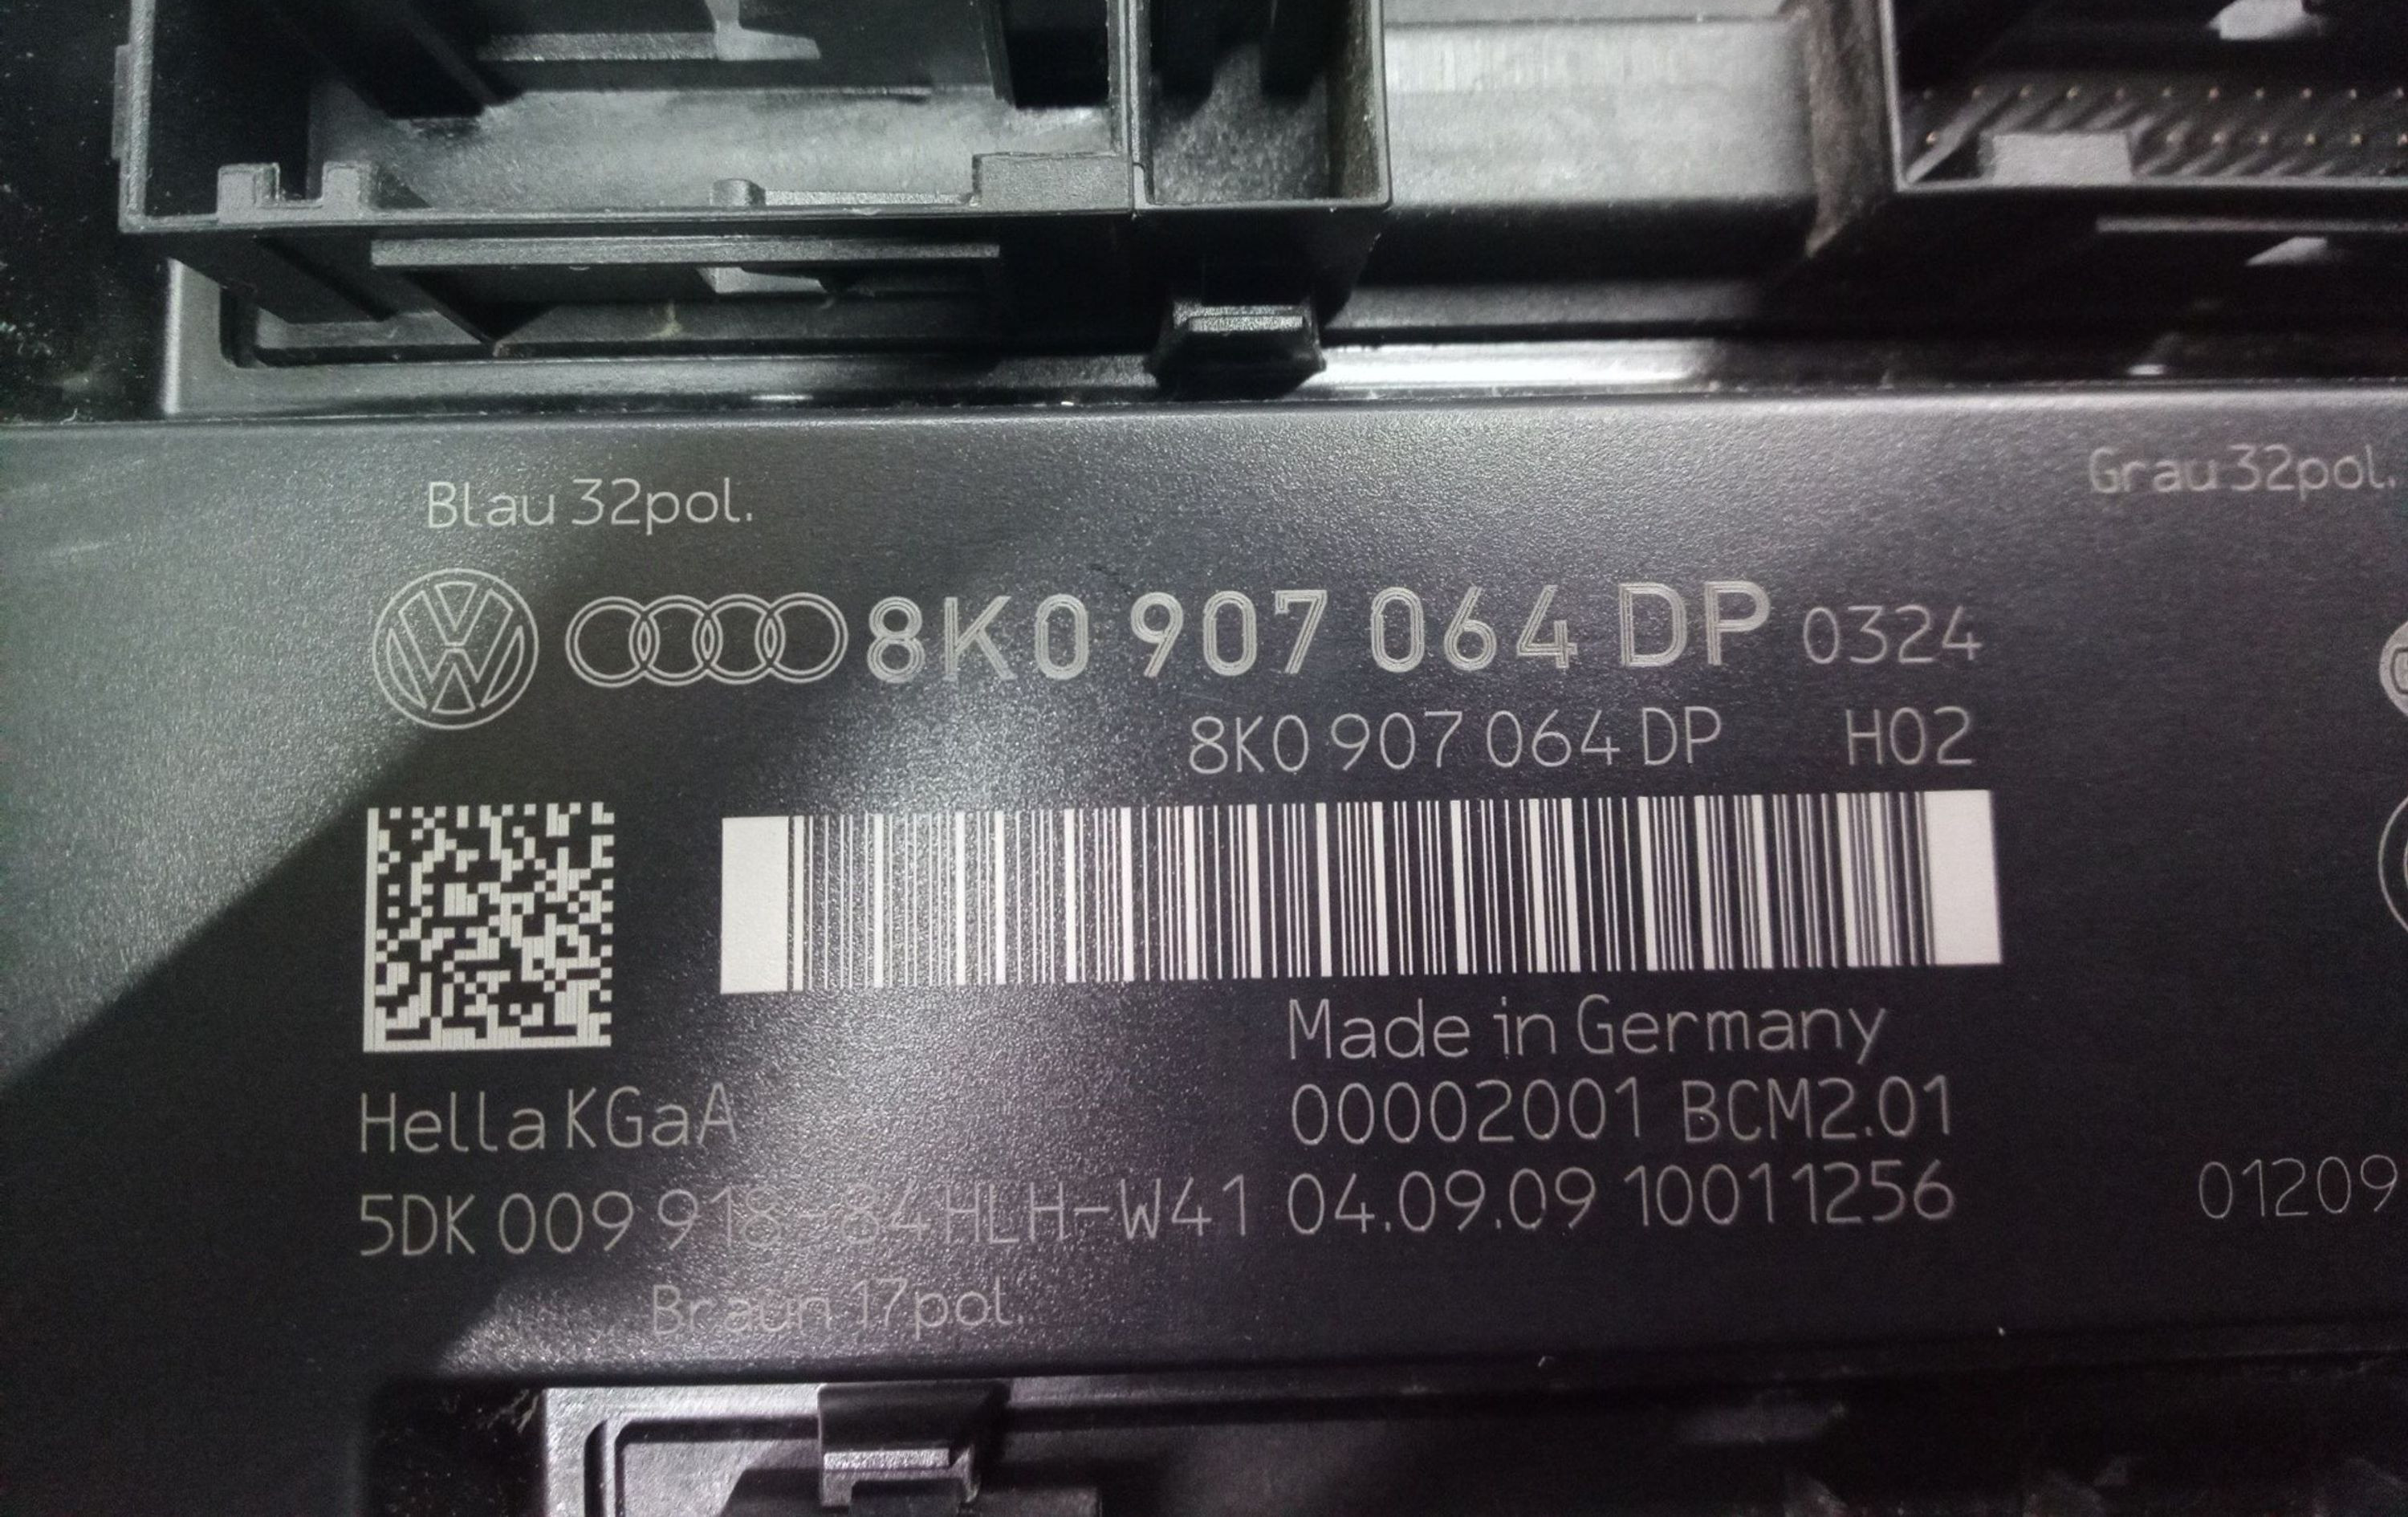 Blau 32pol.
Grau 32pol.
8K0 907 064 DP 0324
8K0 907 064 DP H02
Made in Germany
Hella KGaA
00002001 BCM2.01
5DK 009 918-84 HLH-W41 04.09.09 10011256
01209
Braun 17pol.